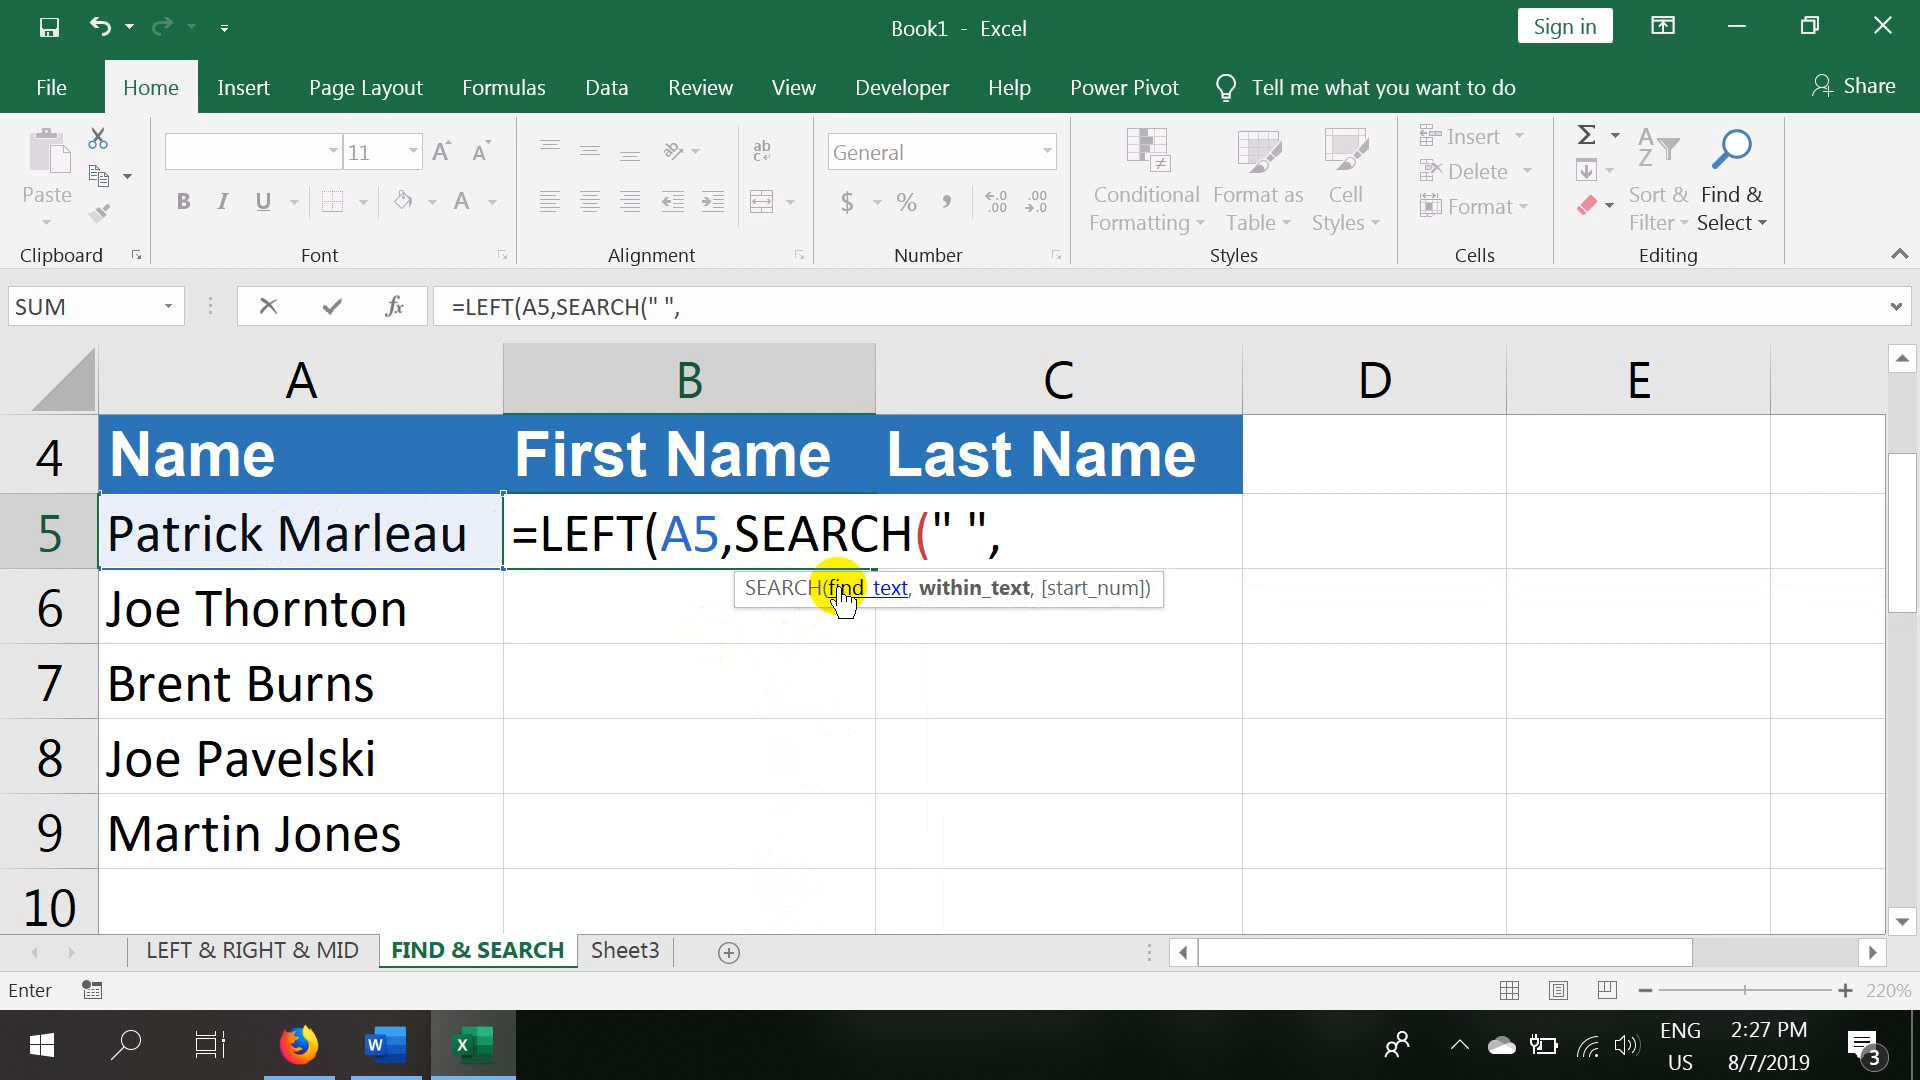 Book1 - Excel
Sign in
File Home Insert Page Layout Formulas Data Review View Developer Help Power Pivot Tell me what you want to do Share
Paste
11
General
$ % , .00 .00
B I U
Conditional Formatting
Format as Table
Cell Styles
Insert
Delete
Format
Sort & Filter
Find & Select
Clipboard Font Alignment Number Styles Cells Editing
SUM fx =LEFT(A5,SEARCH(" ",
A B C D E
4 Name First Name Last Name
5 Patrick Marleau =LEFT(A5,SEARCH(" ",
SEARCH(find_text, within_text, [start_num])
6 Joe Thornton
7 Brent Burns
8 Joe Pavelski
9 Martin Jones
10
LEFT & RIGHT & MID FIND & SEARCH Sheet3
Enter 220%
ENG 2:27 PM
US 8/7/2019 3